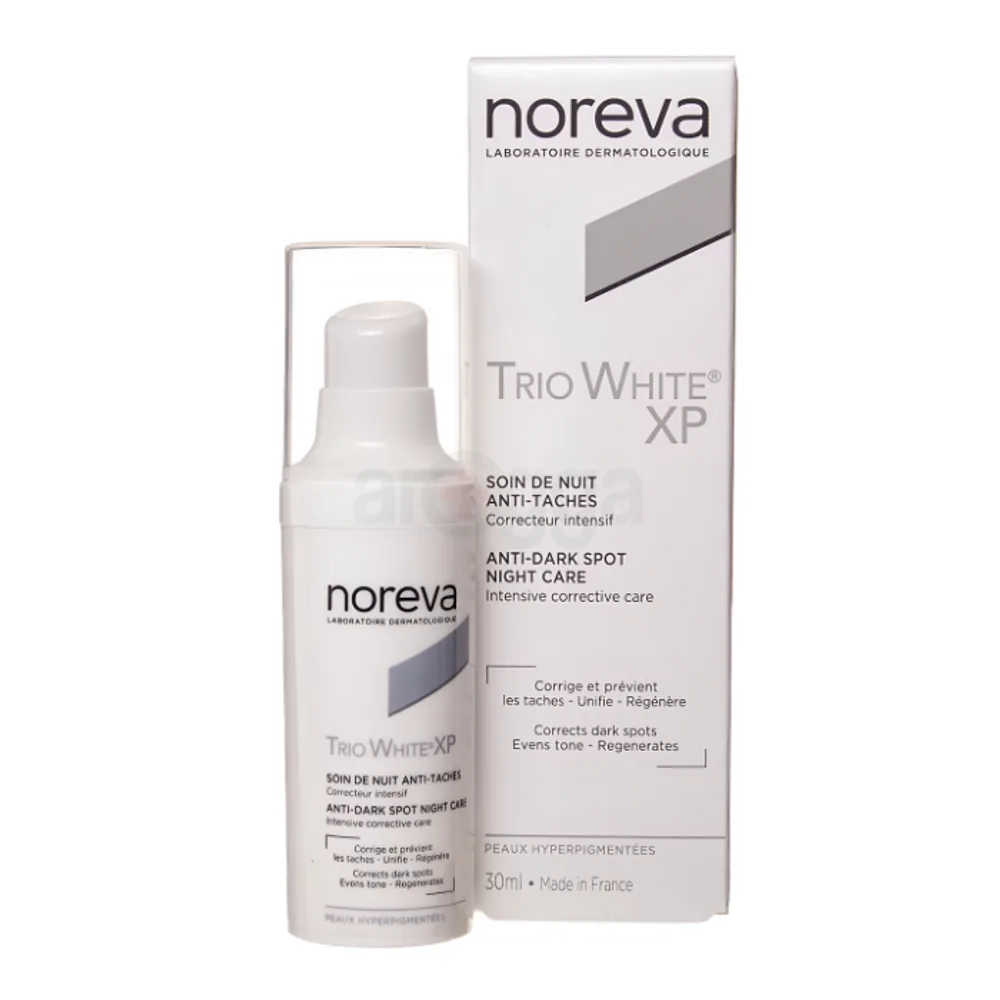 noreva
LABORATOIRE DERMATOLOGIQUE
TRIO WHITE®
XP
SOIN DE NUIT
ANTI-TACHES
Correcteur intensif
ANTI-DARK SPOT
NIGHT CARE
Intensive corrective care
Corrige et prévient
les taches - Unifie - Régénère
Corrects dark spots
Evens tone - Regenerates
PEAUX HYPERPIGMENTÉES
30ml • Made in France
noreva
LABORATOIRE DERMATOLOGIQUE
TRIO WHITE® XP
SOIN DE NUIT ANTI-TACHES
Correcteur intensif
ANTI-DARK SPOT NIGHT CARE
Intensive corrective care
Corrige et prévient
les taches - Unifie - Régénère
Corrects dark spots
Evens tone - Regenerates
PEAUX HYPERPIGMENTÉES